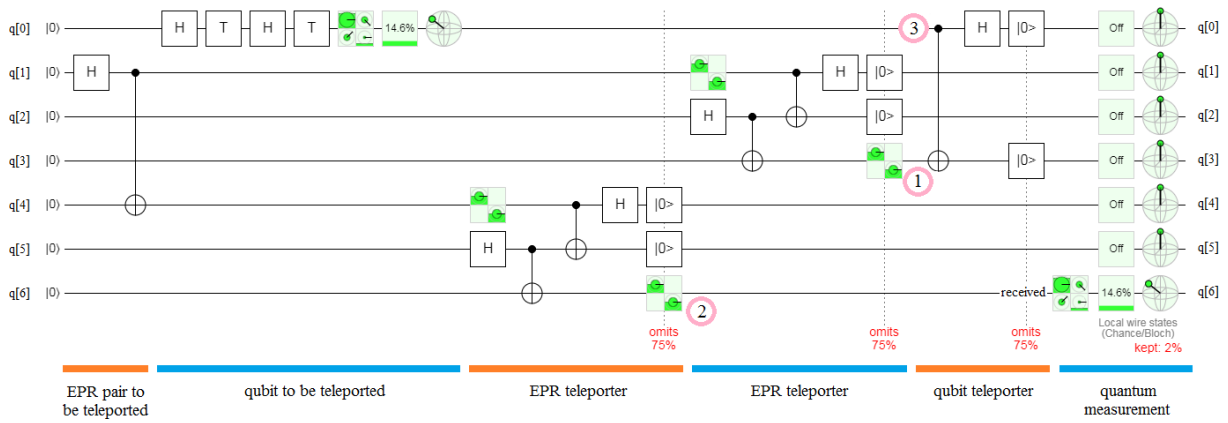 q[0] |0⟩ H T H T 14.6% 3 H |0> Off q[0]
q[1] |0⟩ H H |0> Off q[1]
q[2] |0⟩ H |0> Off q[2]
q[3] |0⟩ 1 |0> Off q[3]
q[4] |0⟩ H |0> Off q[4]
q[5] |0⟩ H |0> Off q[5]
q[6] |0⟩ 2 received 14.6% q[6]
omits
75%
omits
75%
omits
75%
Local wire states
(Chance/Bloch)
kept: 2%
EPR pair to
be teleported
qubit to be teleported
EPR teleporter
EPR teleporter
qubit teleporter
quantum
measurement